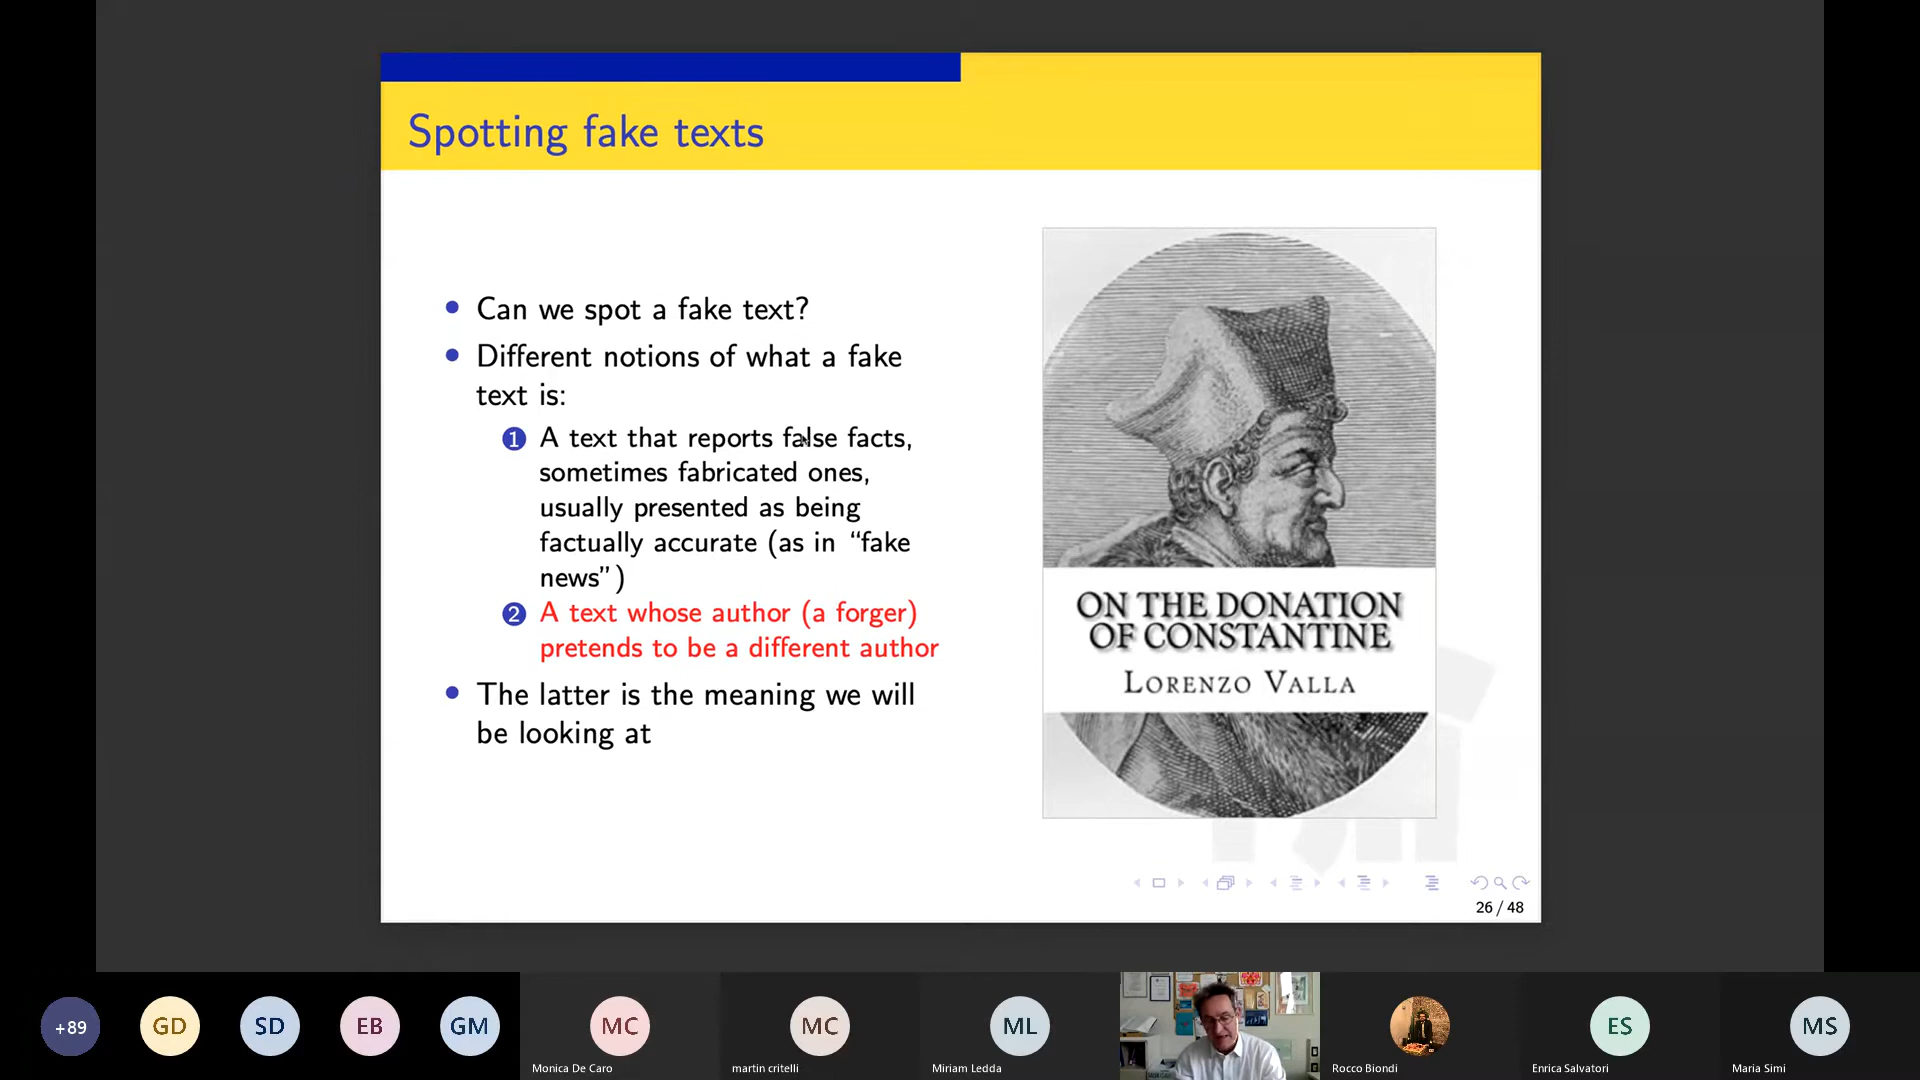 Spotting fake texts
Can we spot a fake text?
Different notions of what a fake
text is:
1 A text that reports false facts,
sometimes fabricated ones,
usually presented as being
factually accurate (as in “fake
news”)
2 A text whose author (a forger)
pretends to be a different author
The latter is the meaning we will
be looking at
ON THE DONATION
OF CONSTANTINE
LORENZO VALLA
26 / 48
+89
GD
SD
EB
GM
MC
Monica De Caro
MC
martin critelli
ML
Miriam Ledda
Rocco Biondi
ES
Enrica Salvatori
MS
Maria Simi